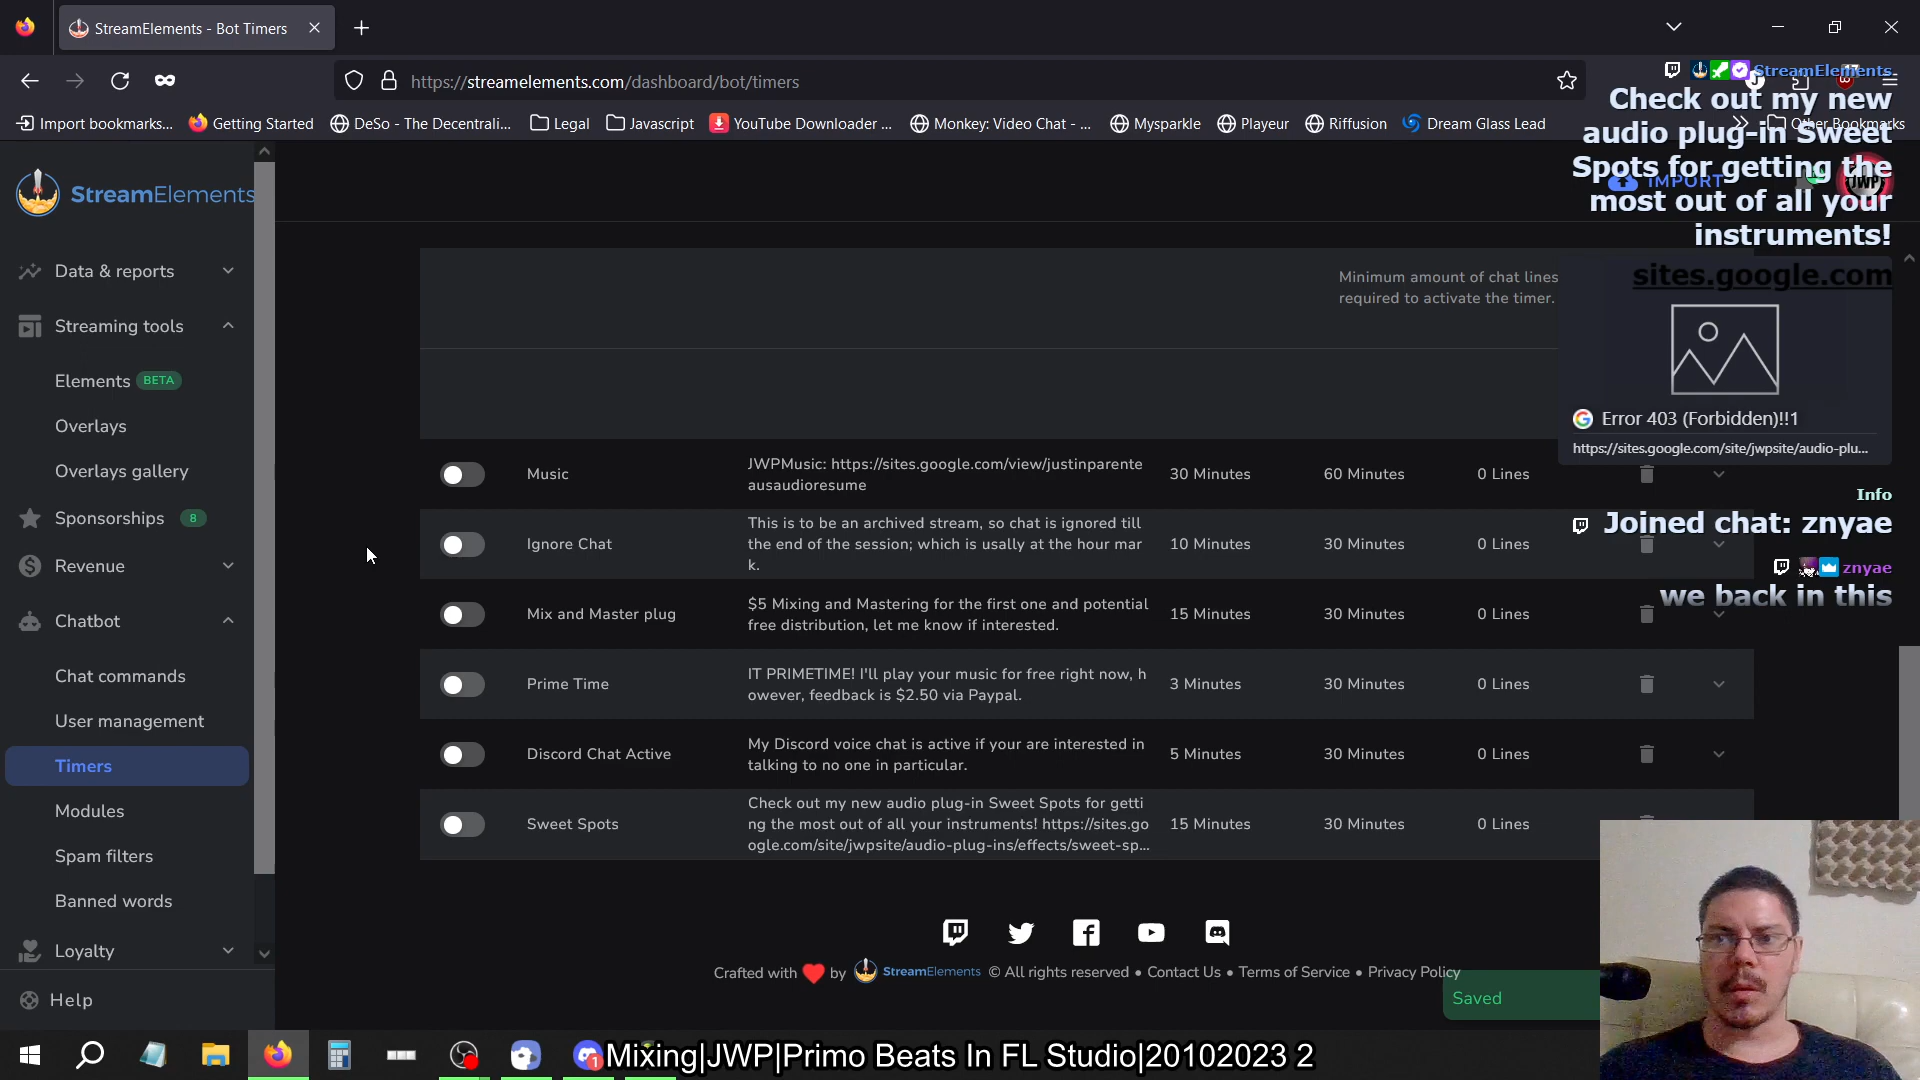 StreamElements - Bot Timers
https://streamelements.com/dashboard/bot/timers
Import bookmarks...
Getting Started
DeSo - The Decentrali...
Legal
Javascript
YouTube Downloader ...
Monkey: Video Chat - ...
Mysparkle
Playeur
Riffusion
Dream Glass Lead
Other Bookmarks
StreamElements
Check out my new
audio plug-in Sweet
Spots for getting the
most out of all your
instruments!
sites.google.com
Error 403 (Forbidden)!!1
https://sites.google.com/site/jwpsite/audio-plu...
Info
Joined chat: znyae
znyae
we back in this
StreamElements
IMPORT
JWP
Data & reports
Streaming tools
Elements BETA
Overlays
Overlays gallery
Sponsorships 8
Revenue
Chatbot
Chat commands
User management
Timers
Modules
Spam filters
Banned words
Loyalty
Help
Minimum amount of chat lines
required to activate the timer.
Music
JWPMusic: https://sites.google.com/view/justinparente
ausaudioresume
30 Minutes
60 Minutes
0 Lines
Ignore Chat
This is to be an archived stream, so chat is ignored till
the end of the session; which is usally at the hour mar
k.
10 Minutes
30 Minutes
0 Lines
Mix and Master plug
$5 Mixing and Mastering for the first one and potential
free distribution, let me know if interested.
15 Minutes
30 Minutes
0 Lines
Prime Time
IT PRIMETIME! I'll play your music for free right now, h
owever, feedback is $2.50 via Paypal.
3 Minutes
30 Minutes
0 Lines
Discord Chat Active
My Discord voice chat is active if your are interested in
talking to no one in particular.
5 Minutes
30 Minutes
0 Lines
Sweet Spots
Check out my new audio plug-in Sweet Spots for getti
ng the most out of all your instruments! https://sites.go
ogle.com/site/jwpsite/audio-plug-ins/effects/sweet-sp...
15 Minutes
30 Minutes
0 Lines
Crafted with ❤ by StreamElements © All rights reserved • Contact Us • Terms of Service • Privacy Policy
Saved
1
Mixing|JWP|Primo Beats In FL Studio|20102023 2